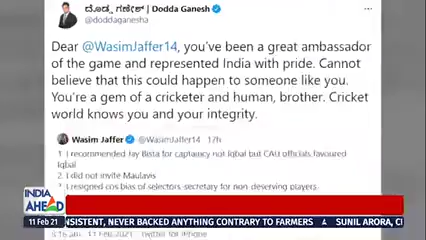 ದೊಡ್ಡ ಗಣೇಶ್ | Dodda Ganesh
@doddaganesha
Dear @WasimJaffer14, you've been a great ambassador
of the game and represented India with pride. Cannot
believe that this could happen to someone like you.
You're a gem of a cricketer and human, brother. Cricket
world knows you and your integrity.
Wasim Jaffer @WasimJaffer14 · 17h
1. I recommended Jay Bista for captaincy not Iqbal but CAU officials favoured
Iqbal
2. I did not invite Maulavis
3. I resigned cos bias of selectors-secretary for non-deserving players
INDIA
AHEAD
11 FEB 21
NSISTENT, NEVER BACKED ANYTHING CONTRARY TO FARMERS
SUNIL ARORA, C